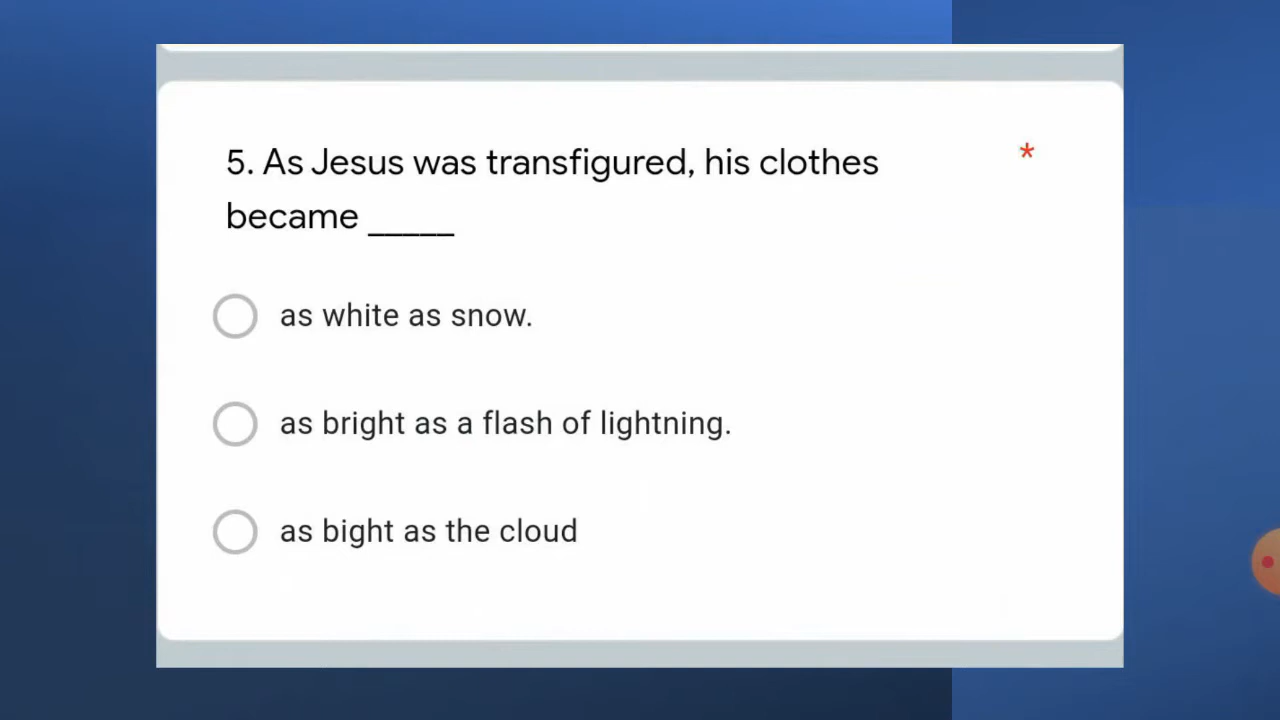 5. As Jesus was transfigured, his clothes *
became _____
as white as snow.
as bright as a flash of lightning.
as bight as the cloud